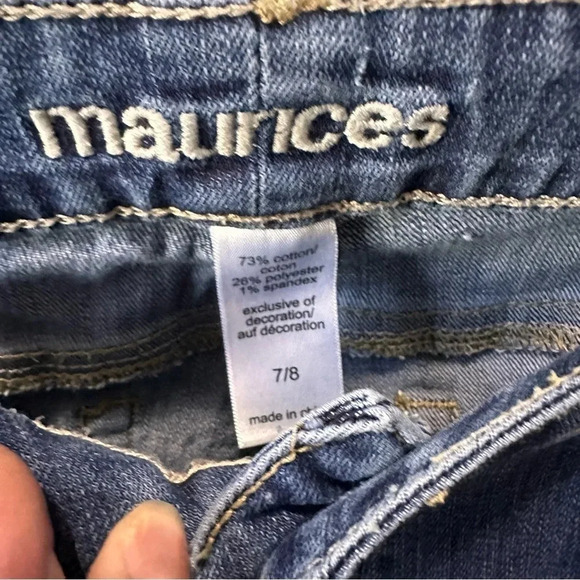 maurices
73% cotton/
coton
26% polyester
1% spandex
exclusive of
decoration/
auf décoration
7/8
made in